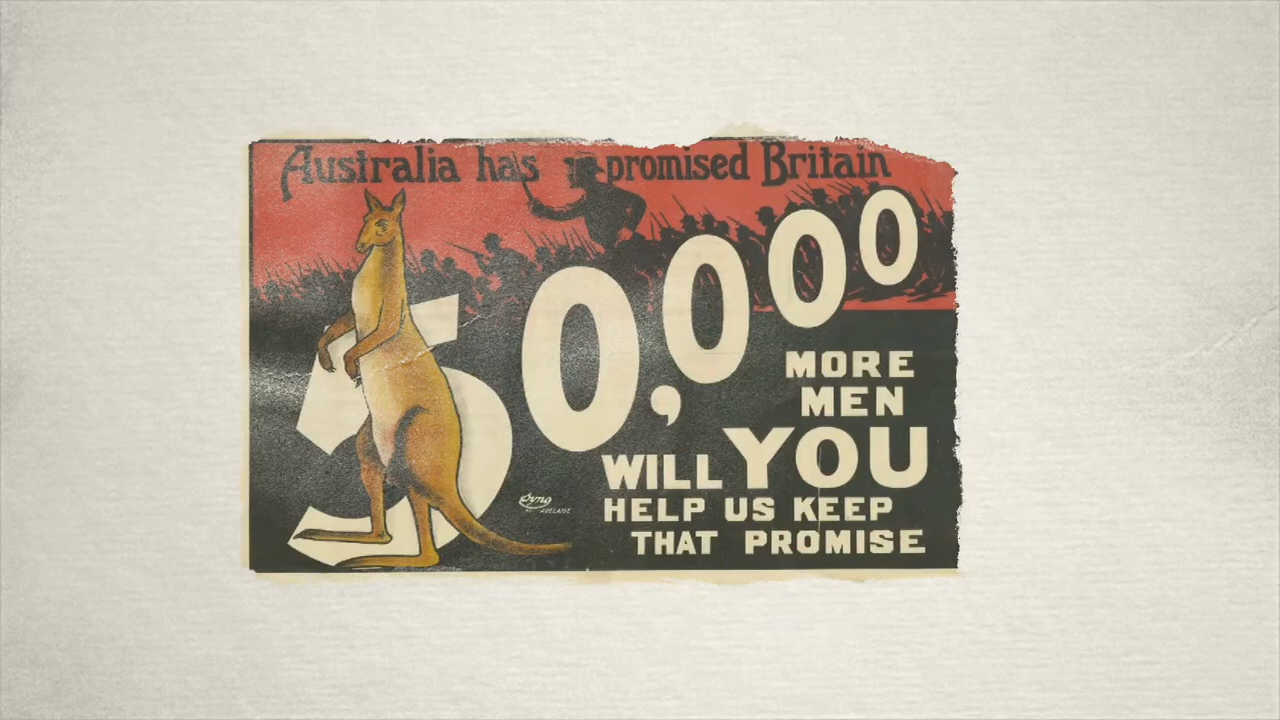 Australia has promised Britain
50,000
MORE
MEN
WILL YOU
HELP US KEEP
THAT PROMISE